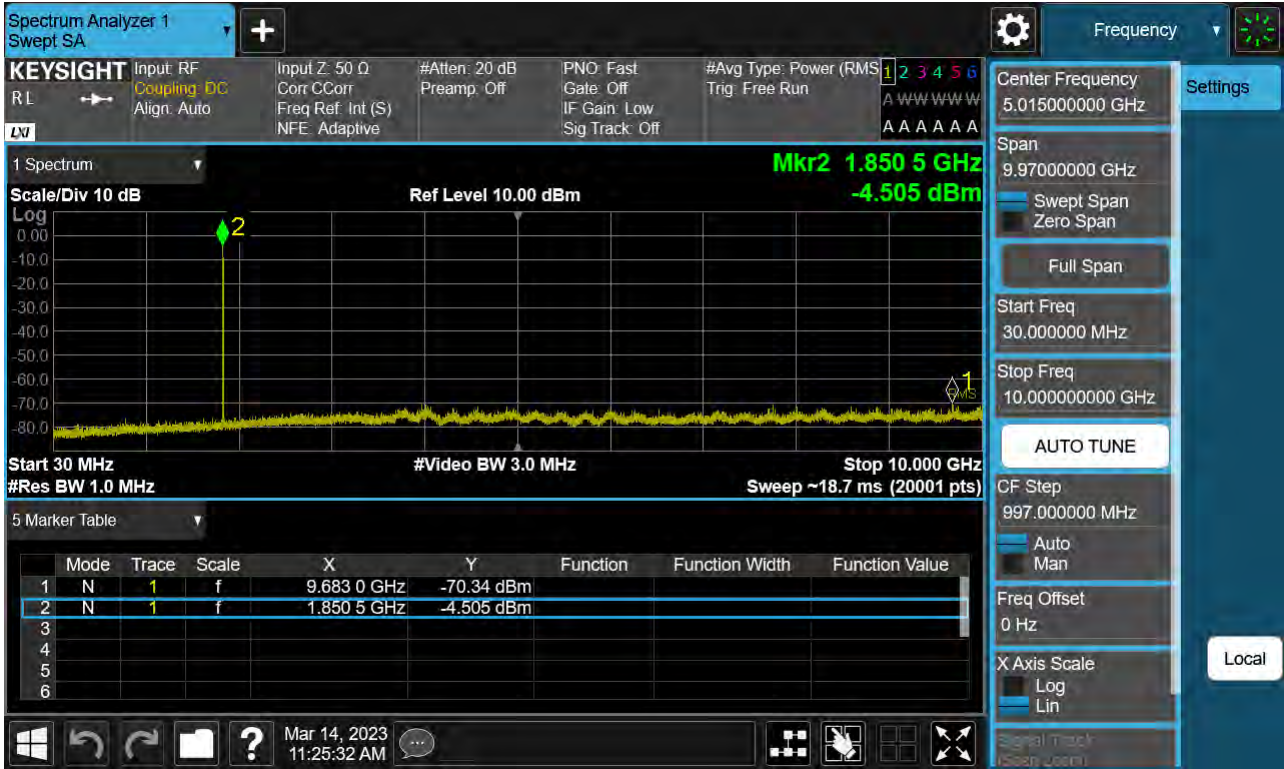 Spectrum Analyzer 1
Swept SA
+
Frequency
KEYSIGHT
R L
LXI
Input: RF
Coupling: DC
Align: Auto
Input Z: 50 Ω
Corr CCorr
Freq Ref: Int (S)
NFE: Adaptive
#Atten: 20 dB
Preamp: Off
PNO: Fast
Gate: Off
IF Gain: Low
Sig Track: Off
#Avg Type: Power (RMS
Trig: Free Run
1 2 3 4 5 6
A W W W W W
A A A A A A
1 Spectrum
Scale/Div 10 dB
Ref Level 10.00 dBm
Mkr2 1.850 5 GHz
-4.505 dBm
Log
0.00
-10.0
-20.0
-30.0
-40.0
-50.0
-60.0
-70.0
-80.0
2
1
RMS
Start 30 MHz
#Video BW 3.0 MHz
Stop 10.000 GHz
#Res BW 1.0 MHz
Sweep ~18.7 ms (20001 pts)
5 Marker Table
Mode Trace Scale X Y Function Function Width Function Value
1 N 1 f 9.683 0 GHz -70.34 dBm
2 N 1 f 1.850 5 GHz -4.505 dBm
3
4
5
6
Mar 14, 2023
11:25:32 AM
?
Center Frequency
5.015000000 GHz
Span
9.97000000 GHz
Swept Span
Zero Span
Full Span
Start Freq
30.000000 MHz
Stop Freq
10.000000000 GHz
AUTO TUNE
CF Step
997.000000 MHz
Auto
Man
Freq Offset
0 Hz
X Axis Scale
Log
Lin
Signal Track
(Span Zoom)
Settings
Local